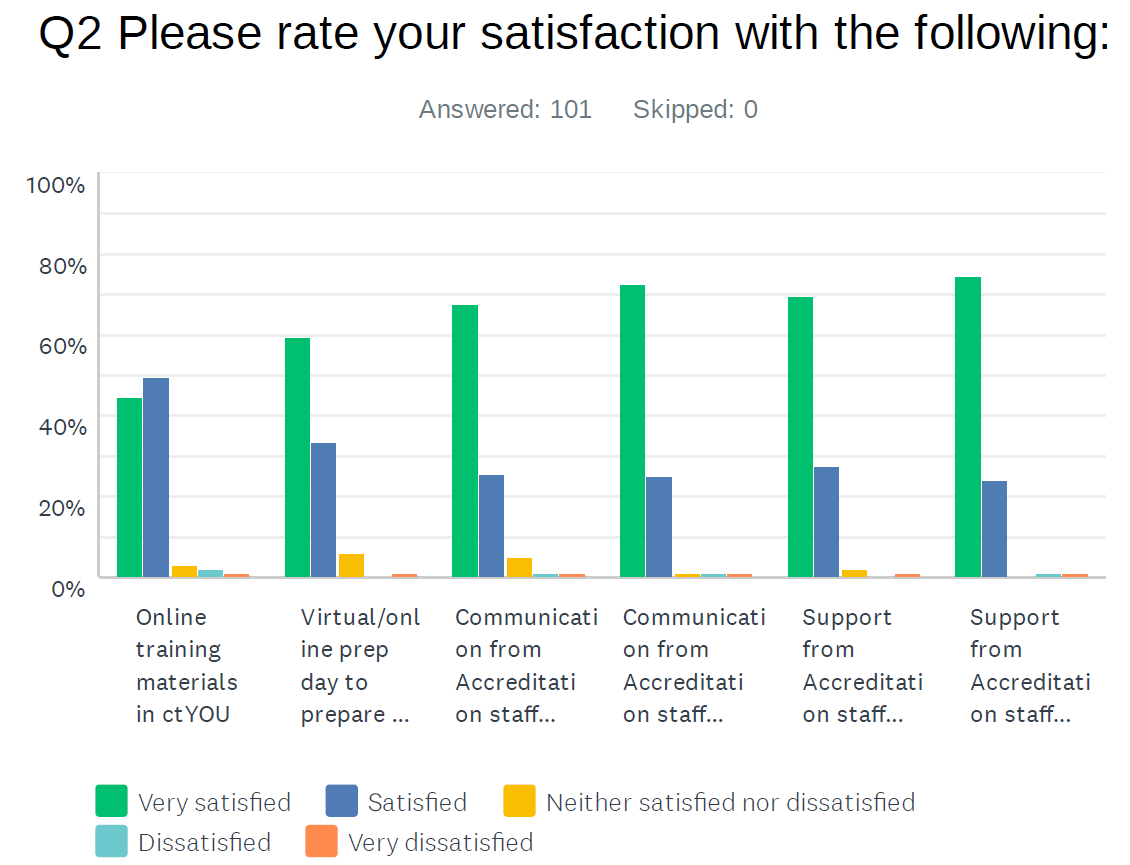 Q2 Please rate your satisfaction with the following:
Answered: 101 Skipped: 0
100%
80%
60%
40%
20%
0%
Online
training
materials
in ctYOU
Virtual/onl
ine prep
day to
prepare ...
Communicati
on from
Accreditati
on staff...
Communicati
on from
Accreditati
on staff...
Support
from
Accreditati
on staff...
Support
from
Accreditati
on staff...
Very satisfied Satisfied Neither satisfied nor dissatisfied
Dissatisfied Very dissatisfied